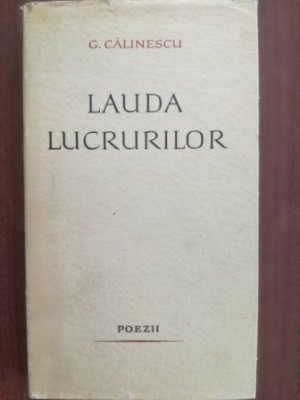 G. CĂLINESCU
LAUDA
LUCRURILOR
POEZII